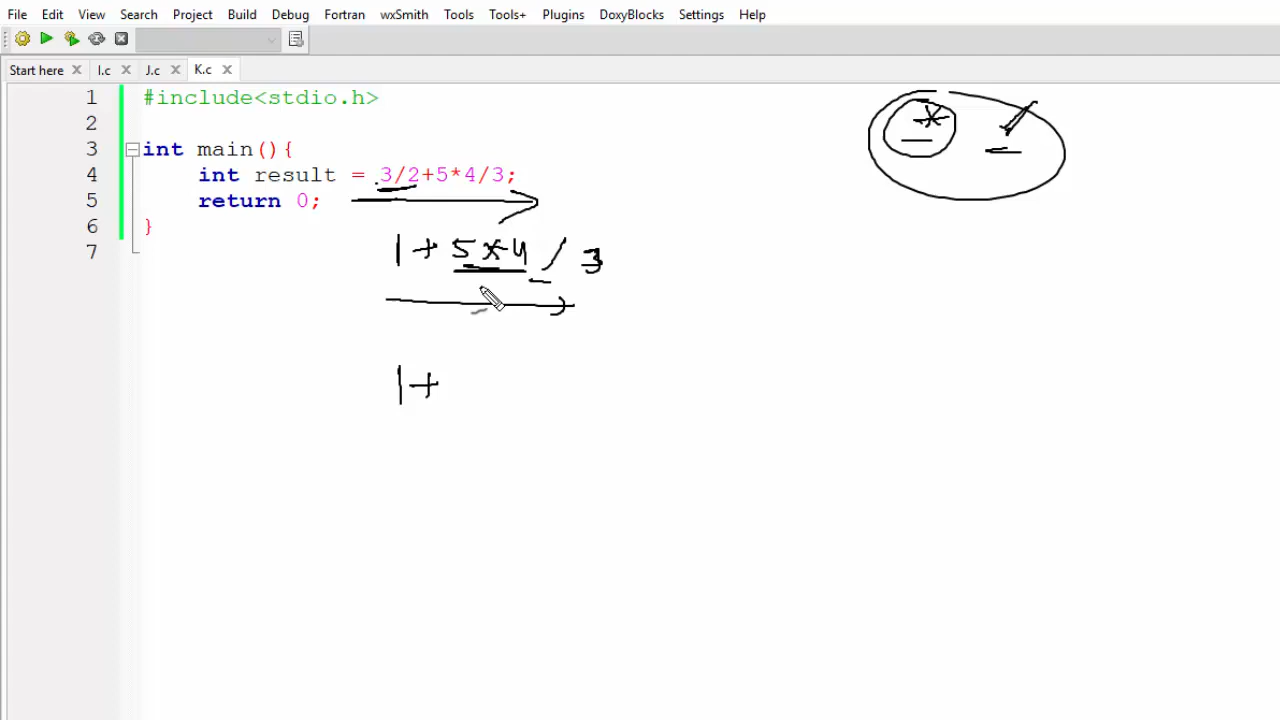 File Edit View Search Project Build Debug Fortran wxSmith Tools Tools+ Plugins DoxyBlocks Settings Help
Start here I.c J.c K.c
1 #include<stdio.h>
2
3 int main(){
4 int result = 3/2+5*4/3;
5 return 0;
6 }
7
* /
1 + 5*4 / 3
1+